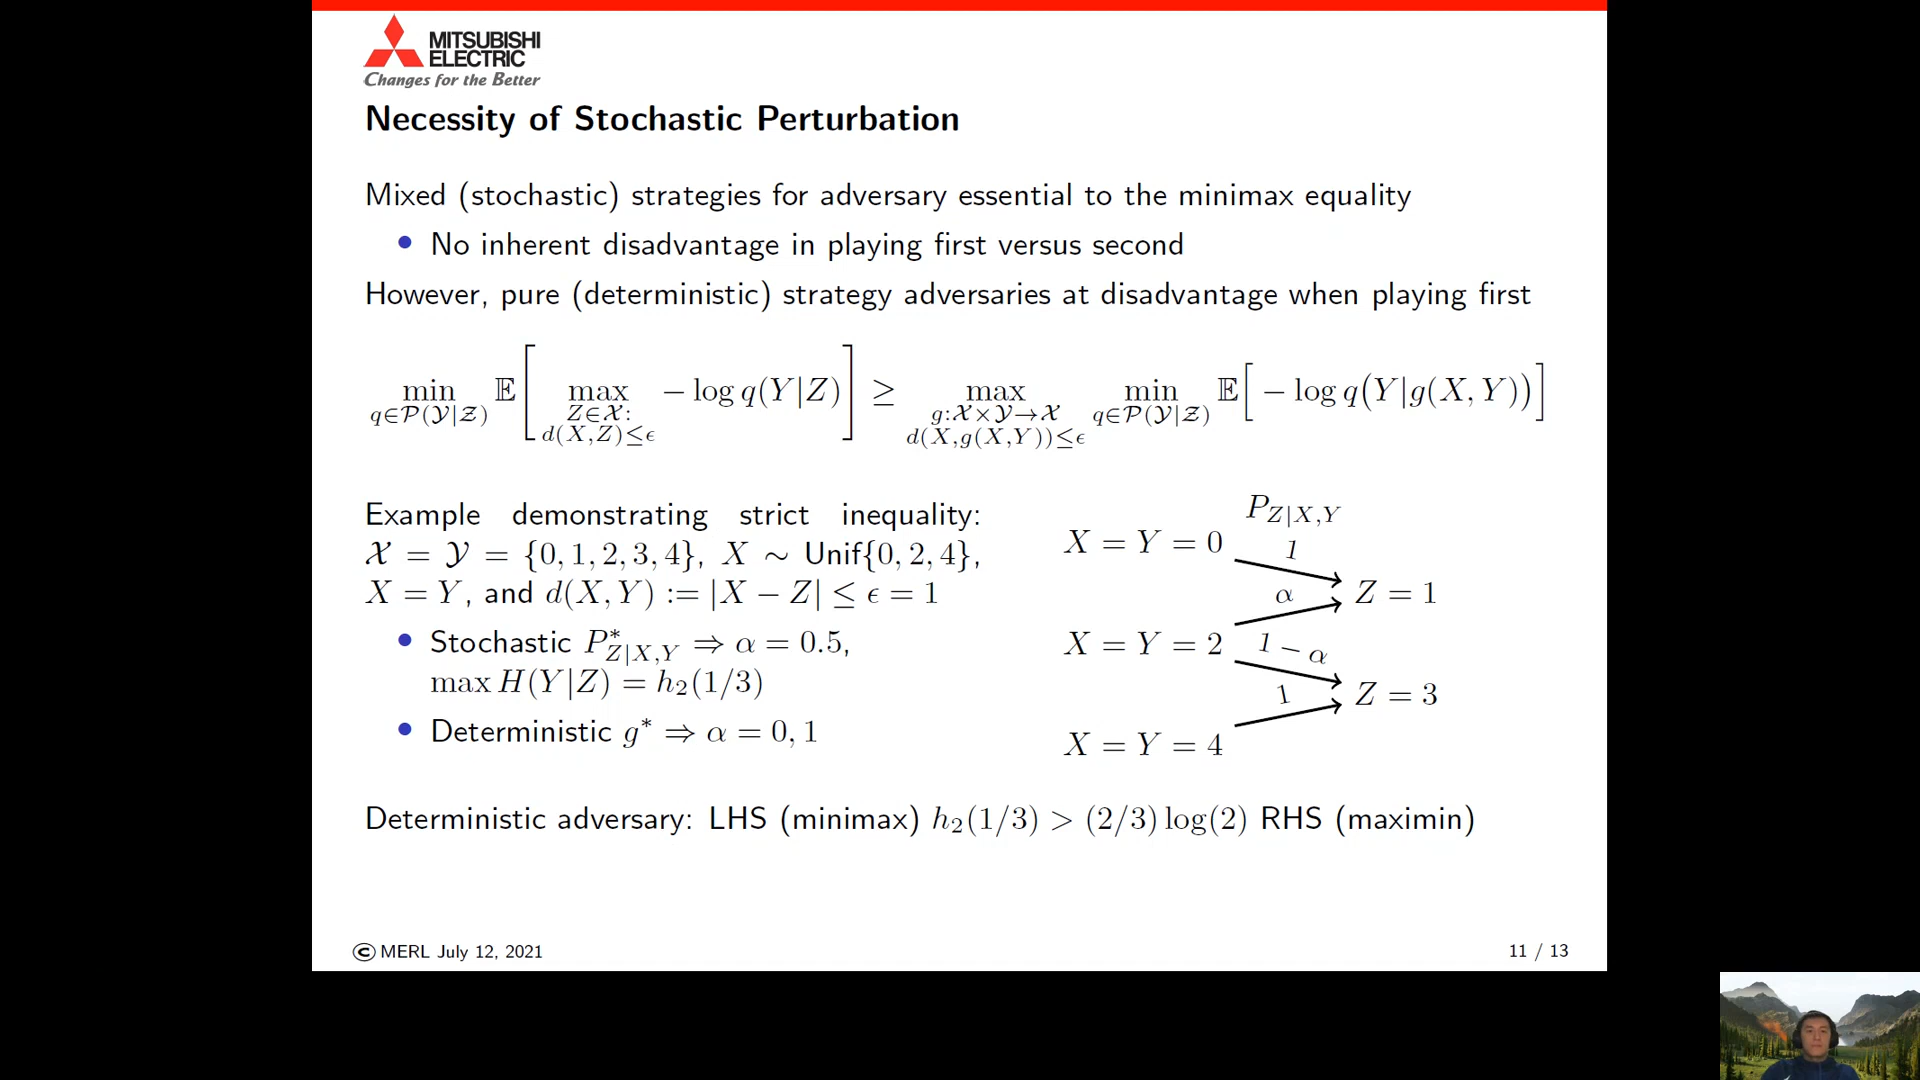 MITSUBISHI
ELECTRIC
Changes for the Better
Necessity of Stochastic Perturbation
Mixed (stochastic) strategies for adversary essential to the minimax equality
• No inherent disadvantage in playing first versus second
However, pure (deterministic) strategy adversaries at disadvantage when playing first
min_{q∈𝒫(𝒴|𝒵)} 𝔼[ max_{Z∈𝒳: d(X,Z)≤ϵ} − log q(Y|Z) ] ≥ max_{g:𝒳×𝒴→𝒳 d(X,g(X,Y))≤ϵ} min_{q∈𝒫(𝒴|𝒵)} 𝔼[ − log q(Y|g(X,Y)) ]
Example demonstrating strict inequality:
𝒳 = 𝒴 = {0, 1, 2, 3, 4}, X ∼ Unif{0, 2, 4},
X = Y, and d(X, Y) := |X − Z| ≤ ϵ = 1
• Stochastic P*_{Z|X,Y} ⇒ α = 0.5,
max H(Y|Z) = h₂(1/3)
• Deterministic g* ⇒ α = 0, 1
P_{Z|X,Y}
X = Y = 0
1
Z = 1
α
X = Y = 2
1 − α
Z = 3
1
X = Y = 4
Deterministic adversary: LHS (minimax) h₂(1/3) > (2/3) log(2) RHS (maximin)
© MERL July 12, 2021
11 / 13